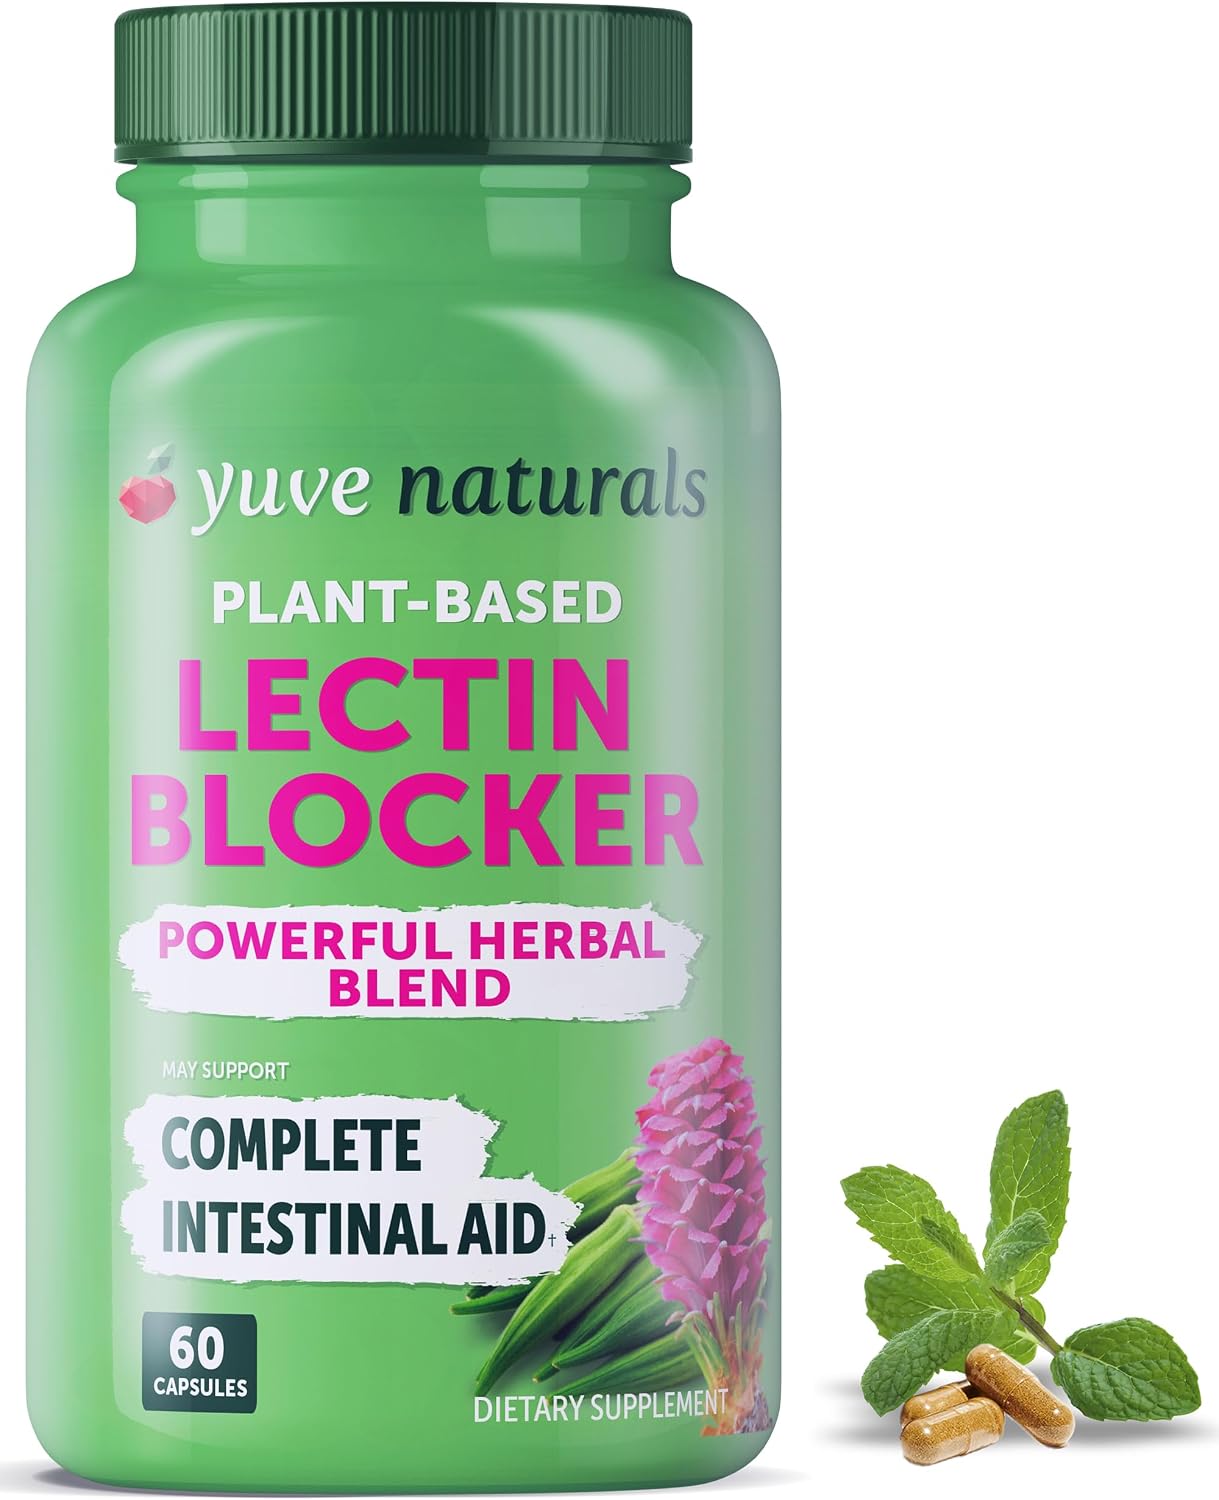 yuve naturals
PLANT-BASED
LECTIN
BLOCKER
POWERFUL HERBAL
BLEND
MAY SUPPORT
COMPLETE
INTESTINAL AID†
60
CAPSULES
DIETARY SUPPLEMENT